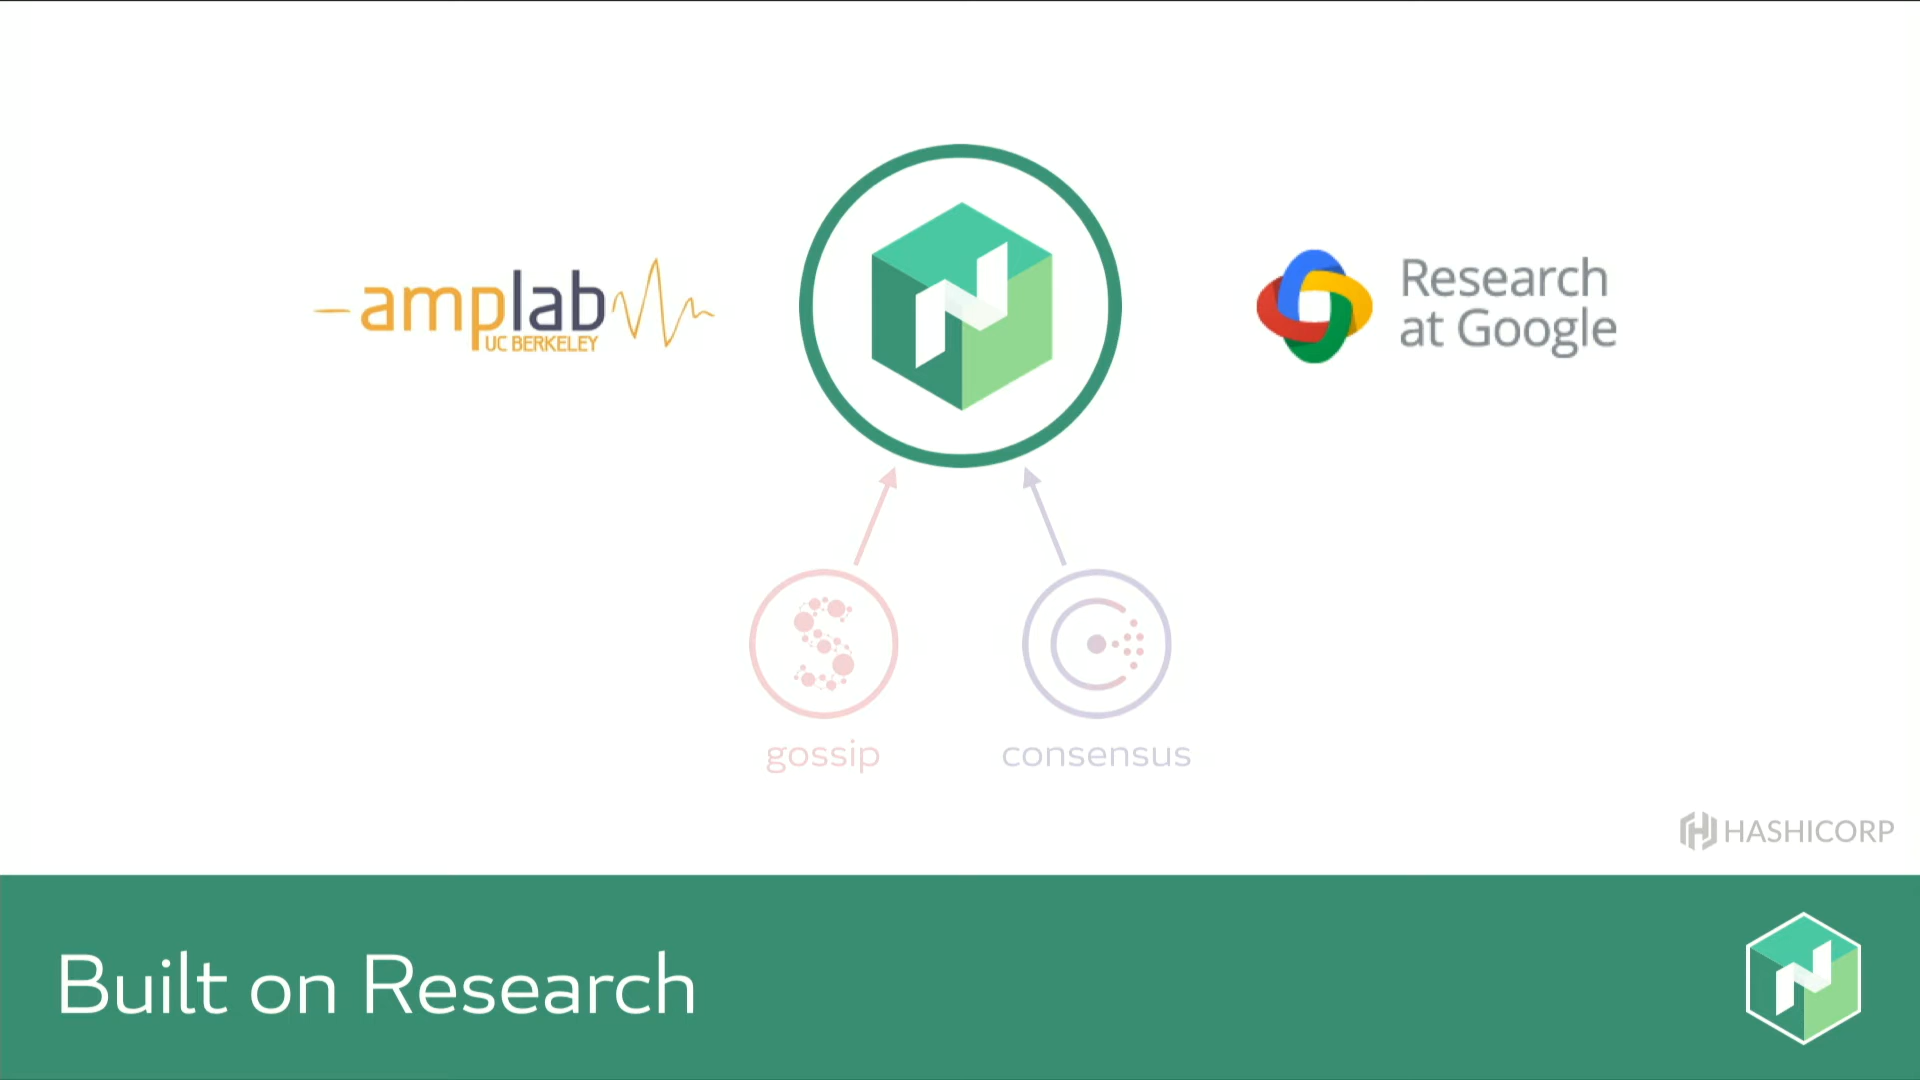 amplab
UC BERKELEY
Research
at Google
gossip
consensus
HASHICORP
Built on Research